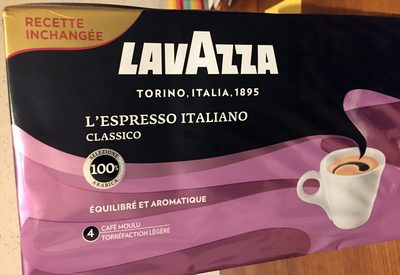 RECETTE
INCHANGÉE
LAVAZZA
TORINO, ITALIA, 1895
L'ESPRESSO ITALIANO
CLASSICO
SELEZIONE
100%
ARABICA
ÉQUILIBRÉ ET AROMATIQUE
4 CAFÉ MOULU
TORRÉFACTION LÉGÈRE